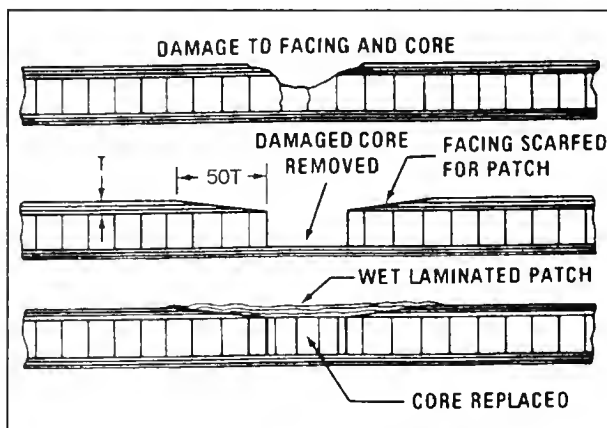 DAMAGE TO FACING AND CORE
DAMAGED CORE
REMOVED
FACING SCARFED
FOR PATCH
T
50T
WET LAMINATED PATCH
CORE REPLACED